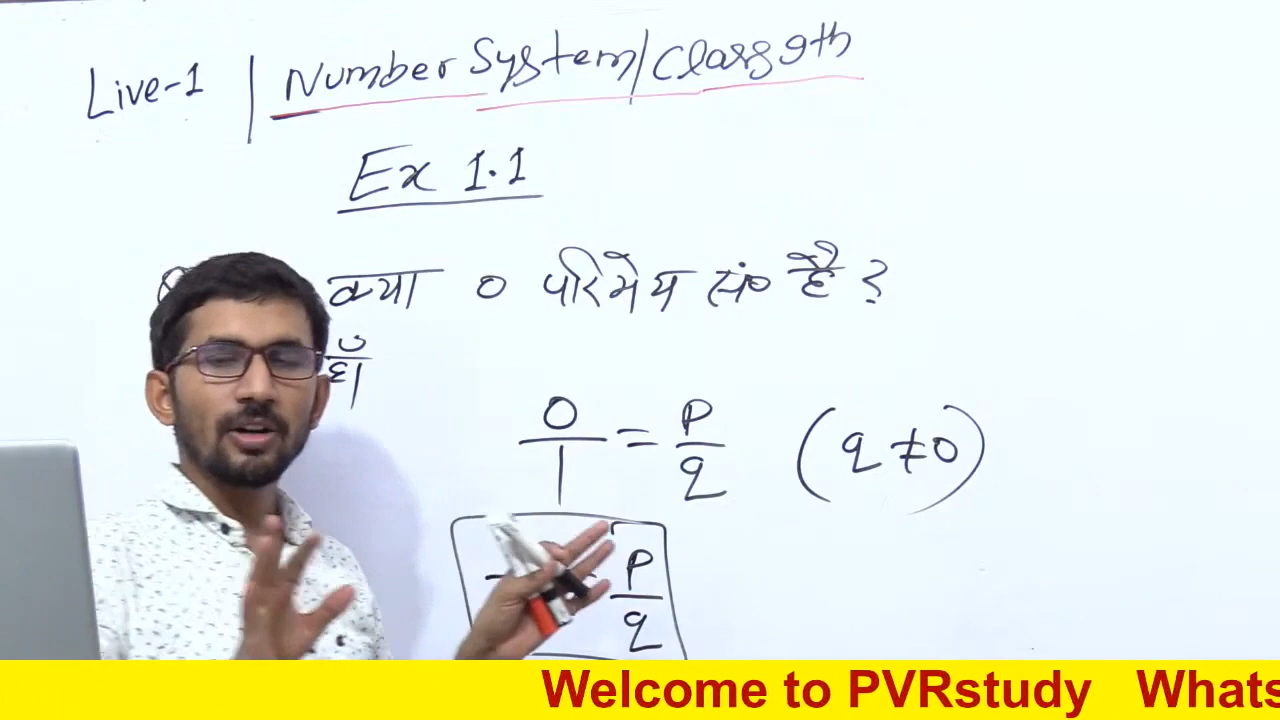 Live-1 | Number System/Class 9th
Ex 1.1
क्या 0 परिमेय सं० है ?
हाँ
0/1 = p/q (q ≠ 0)
p/q
Welcome to PVRstudy Whats